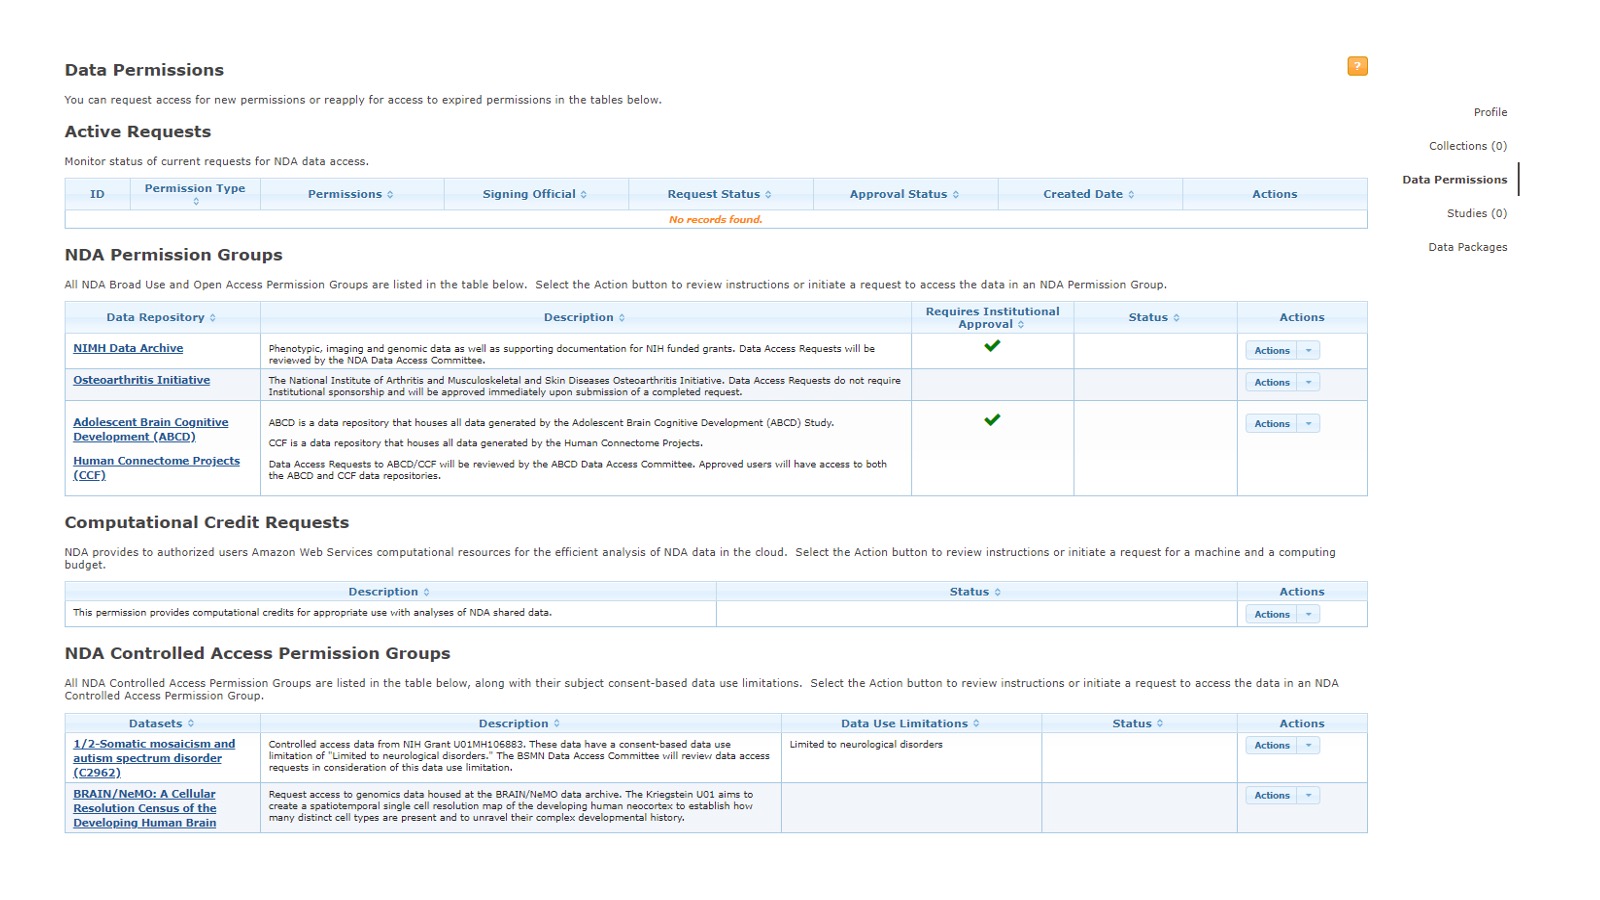 Data Permissions
?
You can request access for new permissions or reapply for access to expired permissions in the tables below.
Profile
Collections (0)
Data Permissions
Studies (0)
Data Packages
Active Requests
Monitor status of current requests for NDA data access.
ID
Permission Type
Permissions
Signing Official
Request Status
Approval Status
Created Date
Actions
No records found.
NDA Permission Groups
All NDA Broad Use and Open Access Permission Groups are listed in the table below.  Select the Action button to review instructions or initiate a request to access the data in an NDA Permission Group.
Data Repository
Description
Requires Institutional
Approval
Status
Actions
NIMH Data Archive
Phenotypic, imaging and genomic data as well as supporting documentation for NIH funded grants. Data Access Requests will be
reviewed by the NDA Data Access Committee.
Actions
Osteoarthritis Initiative
The National Institute of Arthritis and Musculoskeletal and Skin Diseases Osteoarthritis Initiative. Data Access Requests do not require
Institutional sponsorship and will be approved immediately upon submission of a completed request.
Actions
Adolescent Brain Cognitive
Development (ABCD)
Human Connectome Projects
(CCF)
ABCD is a data repository that houses all data generated by the Adolescent Brain Cognitive Development (ABCD) Study.
CCF is a data repository that houses all data generated by the Human Connectome Projects.
Data Access Requests to ABCD/CCF will be reviewed by the ABCD Data Access Committee. Approved users will have access to both
the ABCD and CCF data repositories.
Actions
Computational Credit Requests
NDA provides to authorized users Amazon Web Services computational resources for the efficient analysis of NDA data in the cloud.  Select the Action button to review instructions or initiate a request for a machine and a computing
budget.
Description
Status
Actions
This permission provides computational credits for appropriate use with analyses of NDA shared data.
Actions
NDA Controlled Access Permission Groups
All NDA Controlled Access Permission Groups are listed in the table below, along with their subject consent-based data use limitations.  Select the Action button to review instructions or initiate a request to access the data in an NDA
Controlled Access Permission Group.
Datasets
Description
Data Use Limitations
Status
Actions
1/2-Somatic mosaicism and
autism spectrum disorder
(C2962)
Controlled access data from NIH Grant U01MH106883. These data have a consent-based data use
limitation of "Limited to neurological disorders." The BSMN Data Access Committee will review data access
requests in consideration of this data use limitation.
Limited to neurological disorders
Actions
BRAIN/NeMO: A Cellular
Resolution Census of the
Developing Human Brain
Request access to genomics data housed at the BRAIN/NeMO data archive. The Kriegstein U01 aims to
create a spatiotemporal single cell resolution map of the developing human neocortex to establish how
many distinct cell types are present and to unravel their complex developmental history.
Actions